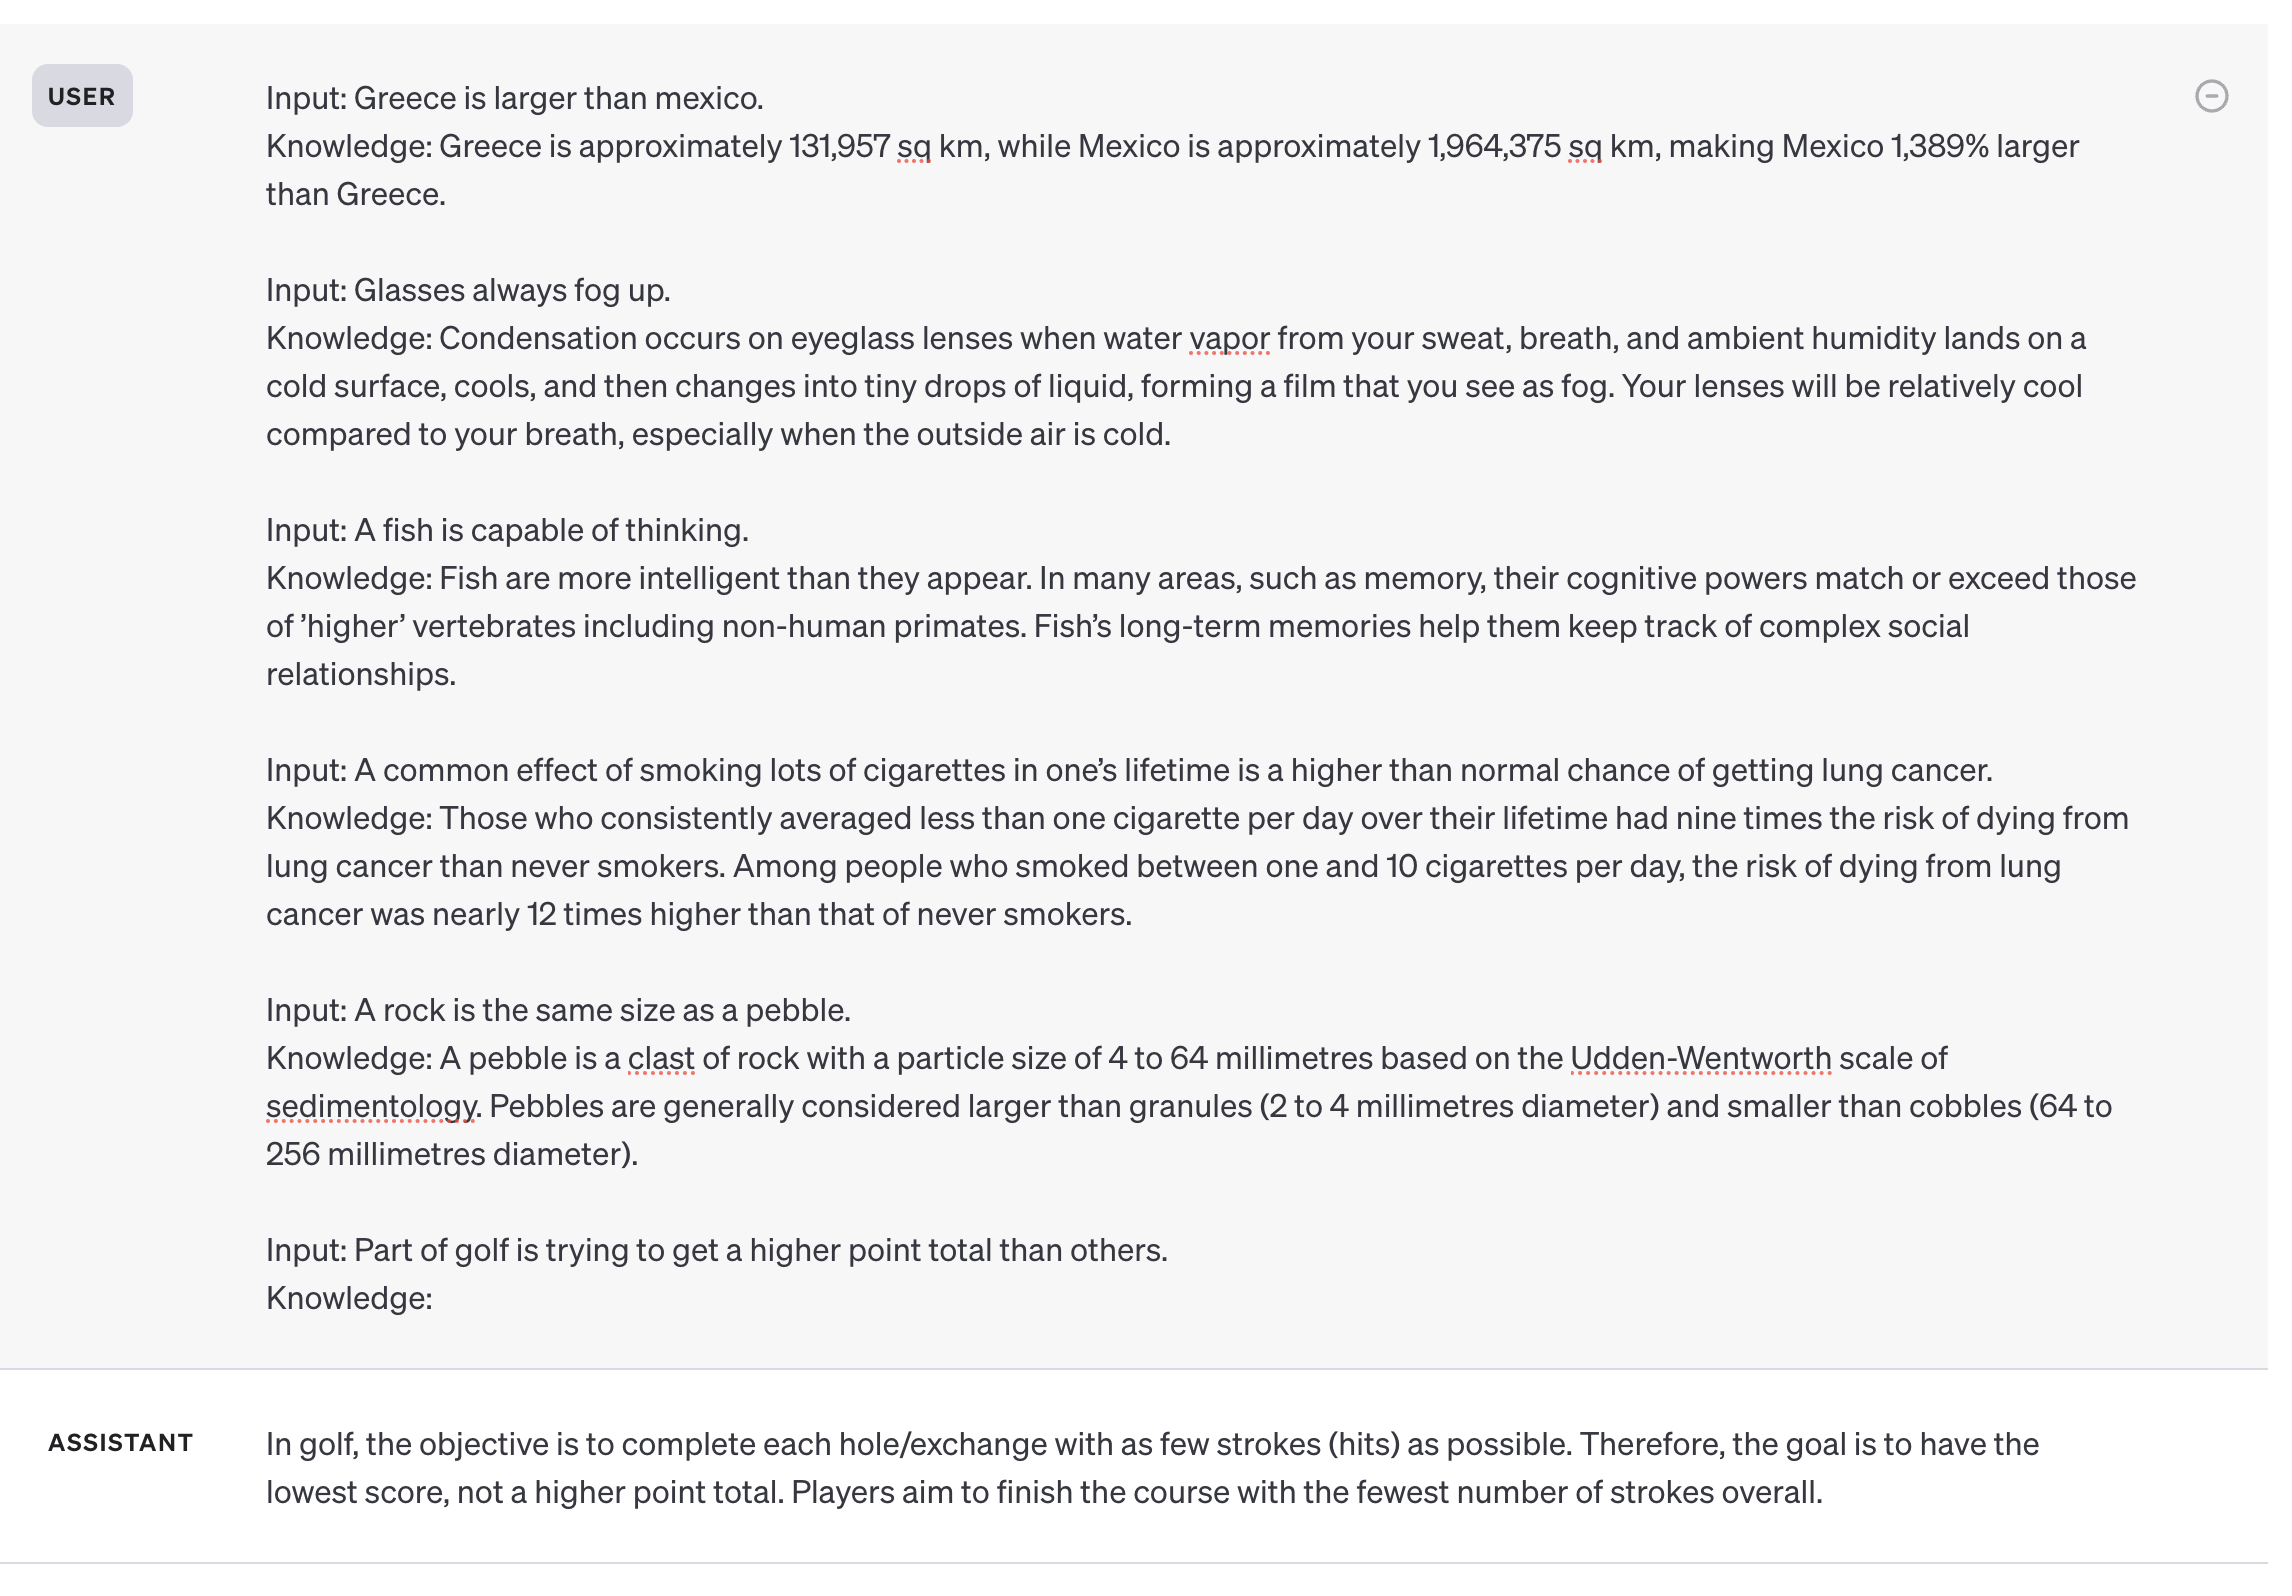 USER
Input: Greece is larger than mexico.
Knowledge: Greece is approximately 131,957 sq km, while Mexico is approximately 1,964,375 sq km, making Mexico 1,389% larger
than Greece.
Input: Glasses always fog up.
Knowledge: Condensation occurs on eyeglass lenses when water vapor from your sweat, breath, and ambient humidity lands on a
cold surface, cools, and then changes into tiny drops of liquid, forming a film that you see as fog. Your lenses will be relatively cool
compared to your breath, especially when the outside air is cold.
Input: A fish is capable of thinking.
Knowledge: Fish are more intelligent than they appear. In many areas, such as memory, their cognitive powers match or exceed those
of ’higher’ vertebrates including non-human primates. Fish’s long-term memories help them keep track of complex social
relationships.
Input: A common effect of smoking lots of cigarettes in one’s lifetime is a higher than normal chance of getting lung cancer.
Knowledge: Those who consistently averaged less than one cigarette per day over their lifetime had nine times the risk of dying from
lung cancer than never smokers. Among people who smoked between one and 10 cigarettes per day, the risk of dying from lung
cancer was nearly 12 times higher than that of never smokers.
Input: A rock is the same size as a pebble.
Knowledge: A pebble is a clast of rock with a particle size of 4 to 64 millimetres based on the Udden-Wentworth scale of
sedimentology. Pebbles are generally considered larger than granules (2 to 4 millimetres diameter) and smaller than cobbles (64 to
256 millimetres diameter).
Input: Part of golf is trying to get a higher point total than others.
Knowledge:
ASSISTANT
In golf, the objective is to complete each hole/exchange with as few strokes (hits) as possible. Therefore, the goal is to have the
lowest score, not a higher point total. Players aim to finish the course with the fewest number of strokes overall.